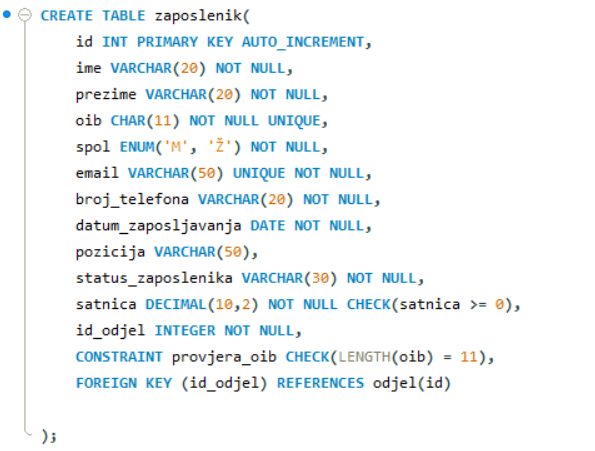 CREATE TABLE zaposlenik(
id INT PRIMARY KEY AUTO_INCREMENT,
ime VARCHAR(20) NOT NULL,
prezime VARCHAR(20) NOT NULL,
oib CHAR(11) NOT NULL UNIQUE,
spol ENUM('M', 'Ž') NOT NULL,
email VARCHAR(50) UNIQUE NOT NULL,
broj_telefona VARCHAR(20) NOT NULL,
datum_zaposljavanja DATE NOT NULL,
pozicija VARCHAR(50),
status_zaposlenika VARCHAR(30) NOT NULL,
satnica DECIMAL(10,2) NOT NULL CHECK(satnica >= 0),
id_odjel INTEGER NOT NULL,
CONSTRAINT provjera_oib CHECK(LENGTH(oib) = 11),
FOREIGN KEY (id_odjel) REFERENCES odjel(id)
);